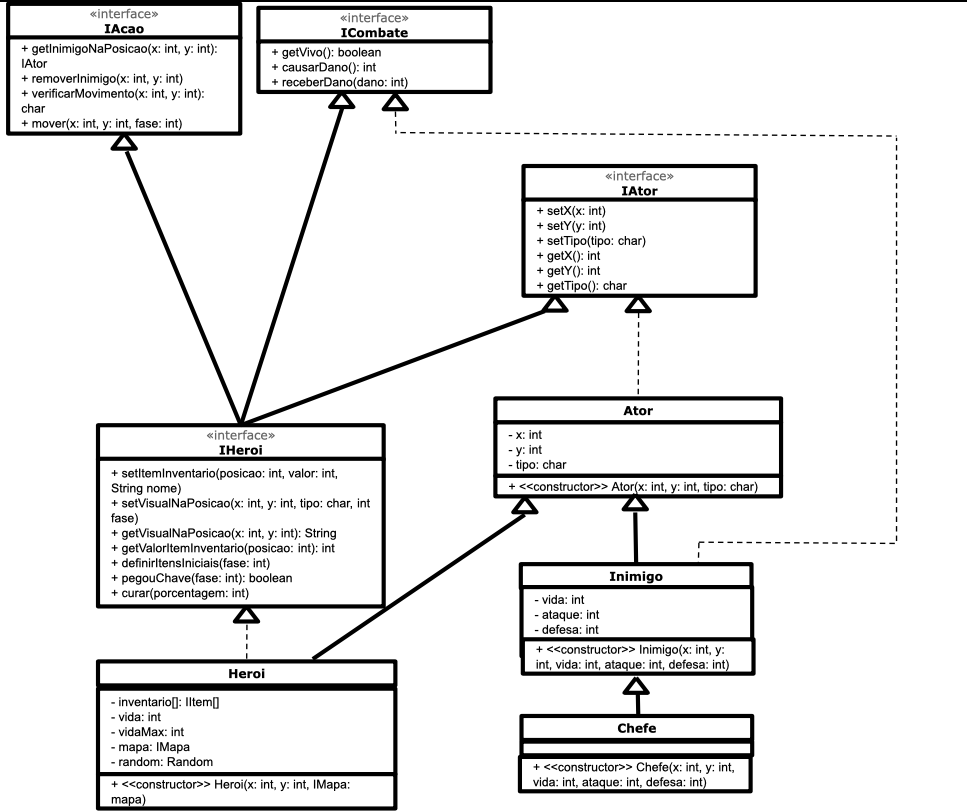 «interface»
IAcao
+ getInimigoNaPosicao(x: int, y: int):
IAtor
+ removerInimigo(x: int, y: int)
+ verificarMovimento(x: int, y: int):
char
+ mover(x: int, y: int, fase: int)
«interface»
ICombate
+ getVivo(): boolean
+ causarDano(): int
+ receberDano(dano: int)
«interface»
IAtor
+ setX(x: int)
+ setY(y: int)
+ setTipo(tipo: char)
+ getX(): int
+ getY(): int
+ getTipo(): char
«interface»
IHeroi
+ setItemInventario(posicao: int, valor: int,
String nome)
+ setVisualNaPosicao(x: int, y: int, tipo: char, int
fase)
+ getVisualNaPosicao(x: int, y: int): String
+ getValorItemInventario(posicao: int): int
+ definirItensIniciais(fase: int)
+ pegouChave(fase: int): boolean
+ curar(porcentagem: int)
Ator
- x: int
- y: int
- tipo: char
+ <<constructor>> Ator(x: int, y: int, tipo: char)
Inimigo
- vida: int
- ataque: int
- defesa: int
+ <<constructor>> Inimigo(x: int, y:
int, vida: int, ataque: int, defesa: int)
Heroi
- inventario[]: IItem[]
- vida: int
- vidaMax: int
- mapa: IMapa
- random: Random
+ <<constructor>> Heroi(x: int, y: int, IMapa:
mapa)
Chefe
+ <<constructor>> Chefe(x: int, y: int,
vida: int, ataque: int, defesa: int)